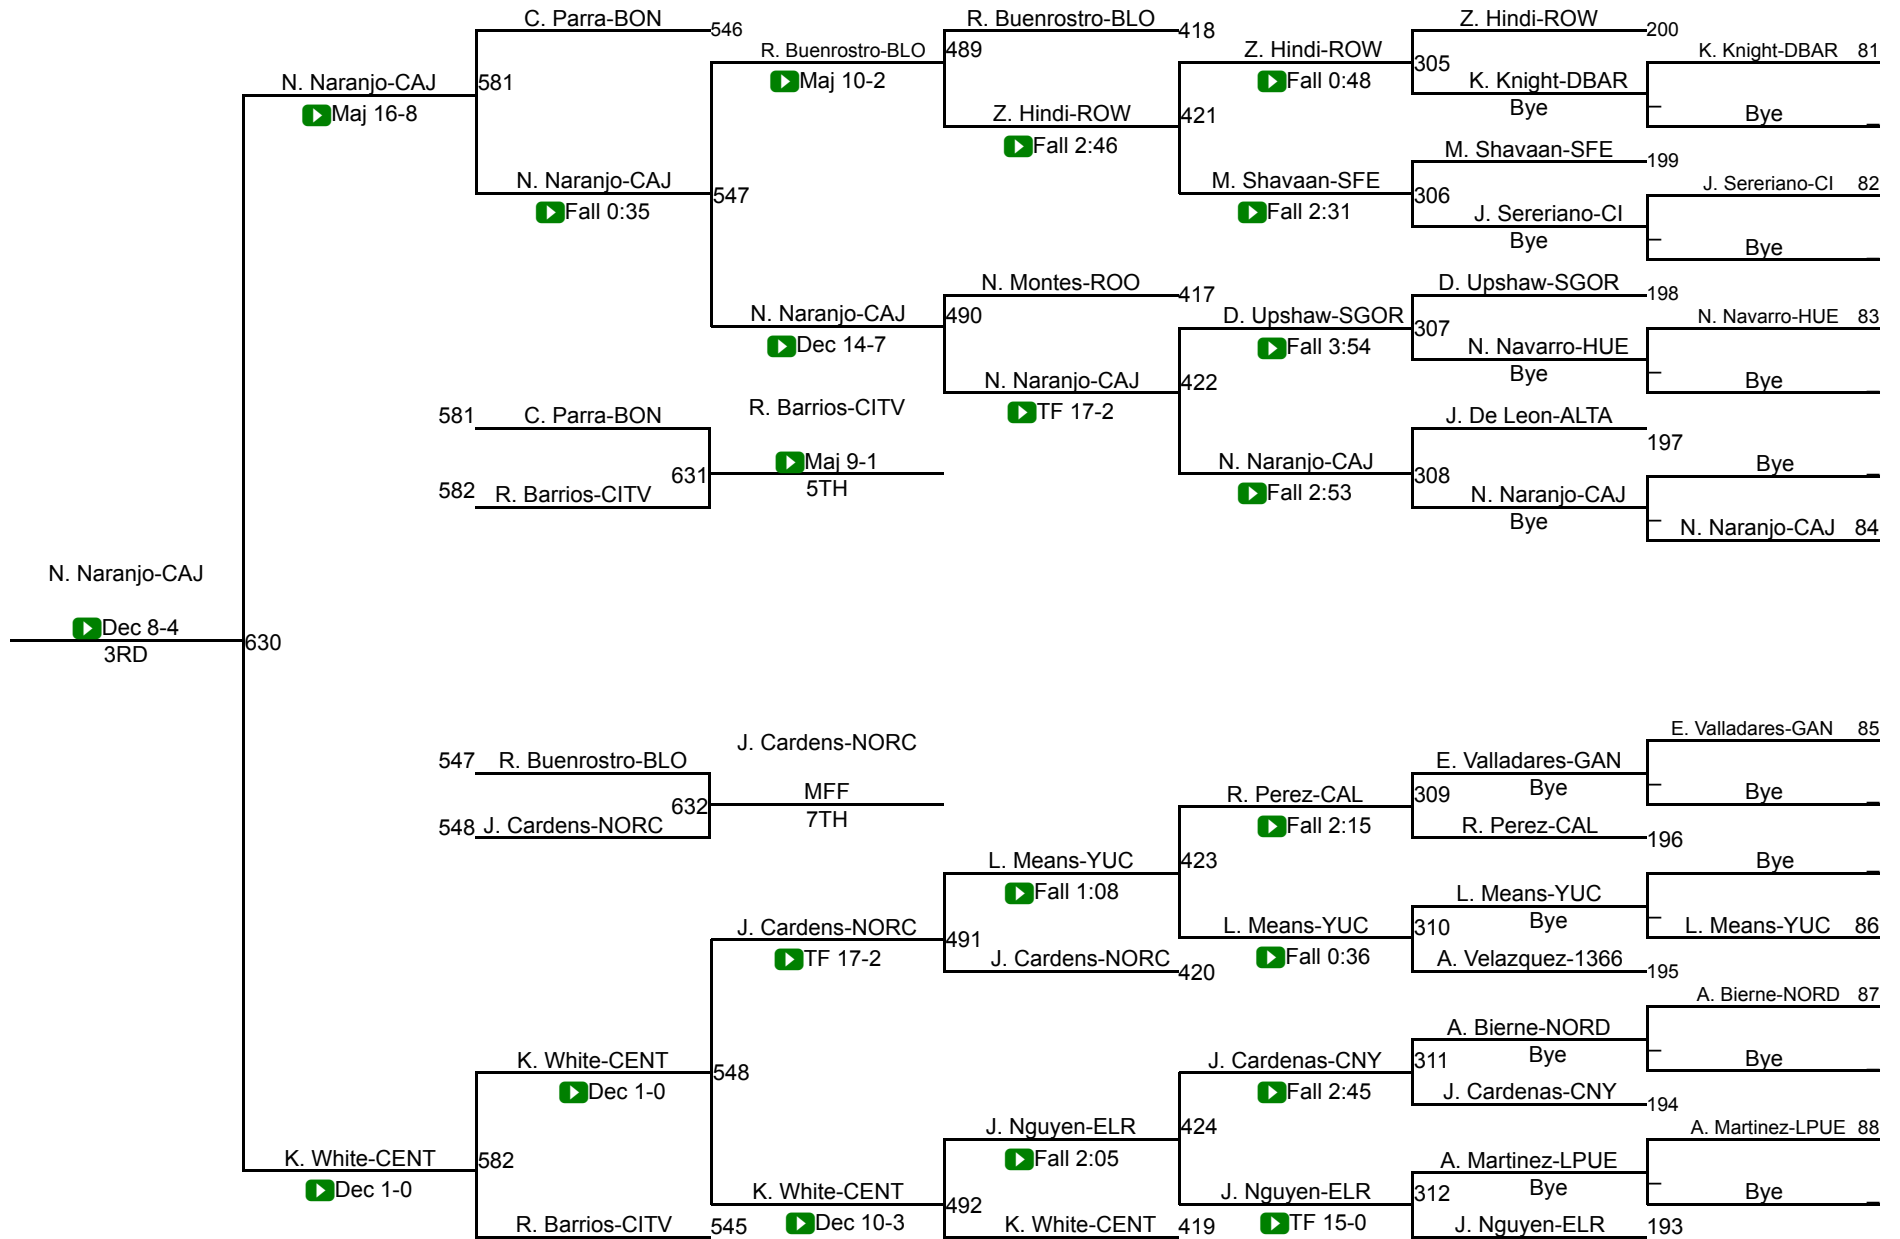 C. Parra-BON
546
R. Buenrostro-BLO
418
Z. Hindi-ROW
200
R. Buenrostro-BLO
489
Z. Hindi-ROW
K. Knight-DBAR 81
N. Naranjo-CAJ
581
Maj 10-2
Fall 0:48
305
K. Knight-DBAR
Maj 16-8
Z. Hindi-ROW
421
Bye
Bye
Fall 2:46
M. Shavaan-SFE
199
N. Naranjo-CAJ
547
M. Shavaan-SFE
306
J. Sereriano-CI 82
Fall 0:35
Fall 2:31
J. Sereriano-CI
Bye
Bye
N. Montes-ROO
417
D. Upshaw-SGOR
198
N. Naranjo-CAJ
490
D. Upshaw-SGOR
307
N. Navarro-HUE 83
Dec 14-7
Fall 3:54
N. Navarro-HUE
N. Naranjo-CAJ
422
Bye
Bye
581
C. Parra-BON
R. Barrios-CITV
TF 17-2
J. De Leon-ALTA
197
631
Maj 9-1
N. Naranjo-CAJ
308
Bye
582
R. Barrios-CITV
5TH
Fall 2:53
N. Naranjo-CAJ
Bye
N. Naranjo-CAJ 84
N. Naranjo-CAJ
Dec 8-4
630
3RD
J. Cardens-NORC
E. Valladares-GAN 85
547
R. Buenrostro-BLO
E. Valladares-GAN
632
MFF
R. Perez-CAL
309
Bye
Bye
548
J. Cardens-NORC
7TH
Fall 2:15
R. Perez-CAL
196
L. Means-YUC
423
Bye
Fall 1:08
L. Means-YUC
J. Cardens-NORC
491
L. Means-YUC
310
Bye
L. Means-YUC 86
TF 17-2
J. Cardens-NORC
420
Fall 0:36
A. Velazquez-1366
195
A. Bierne-NORD 87
A. Bierne-NORD
K. White-CENT
548
J. Cardenas-CNY
311
Bye
Bye
Dec 1-0
Fall 2:45
J. Cardenas-CNY
194
J. Nguyen-ELR
424
A. Martinez-LPUE 88
K. White-CENT
582
Fall 2:05
A. Martinez-LPUE
Dec 1-0
K. White-CENT
492
J. Nguyen-ELR
312
Bye
Bye
R. Barrios-CITV
545
Dec 10-3
K. White-CENT
419
TF 15-0
J. Nguyen-ELR
193